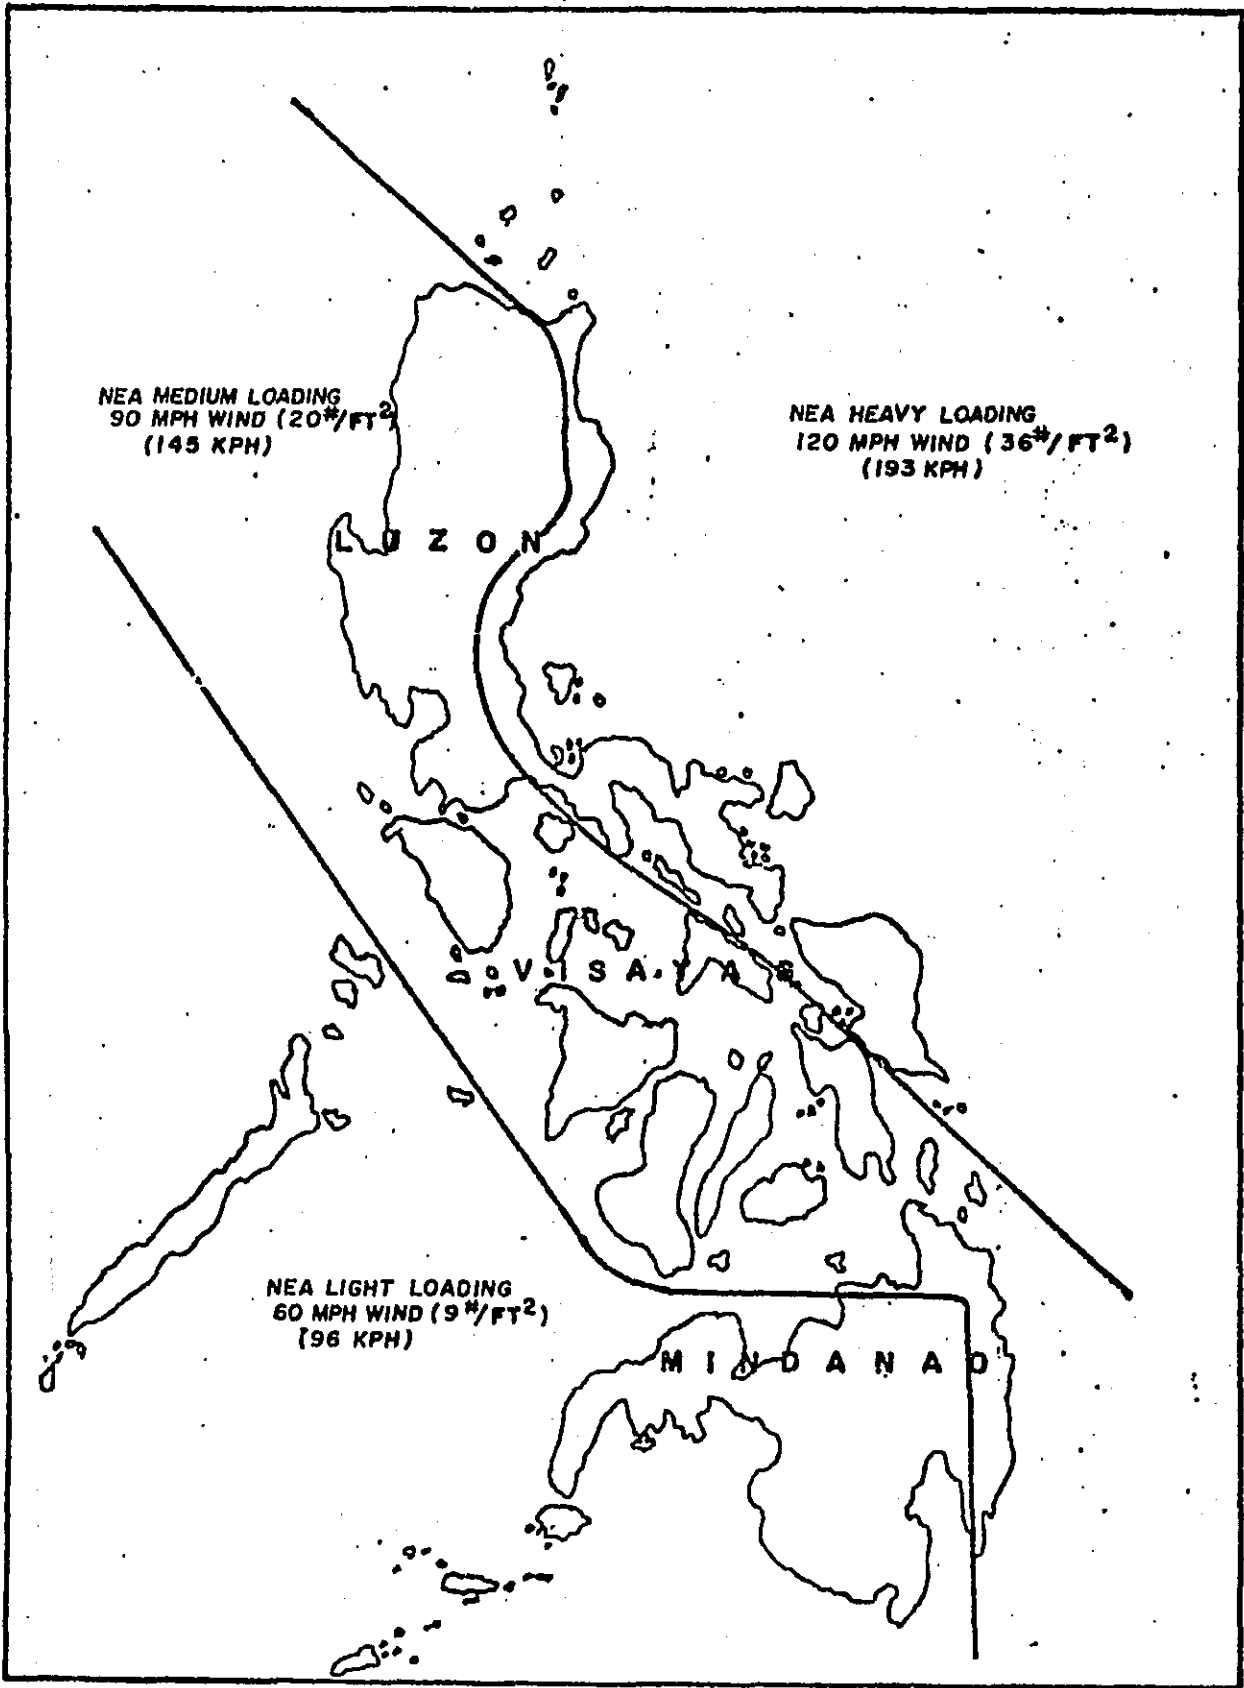 NEA MEDIUM LOADING
90 MPH WIND (20#/FT²)
(145 KPH)
NEA HEAVY LOADING
120 MPH WIND (36#/FT²)
(193 KPH)
LUZON
VISAYAS
NEA LIGHT LOADING
60 MPH WIND (9#/FT²)
(96 KPH)
MINDANAO